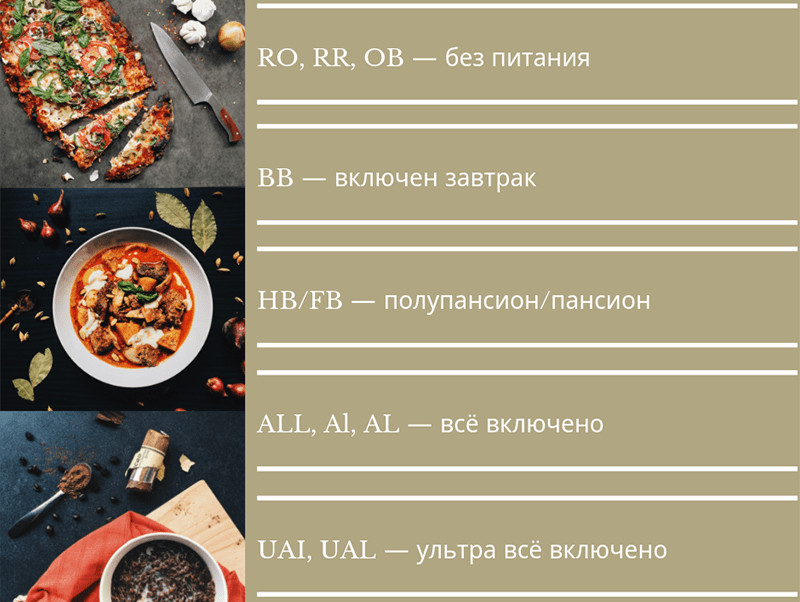 RO, RR, OB — без питания
BB — включен завтрак
HB/FB — полупансион/пансион
ALL, Al, AL — всё включено
UAI, UAL — ультра всё включено